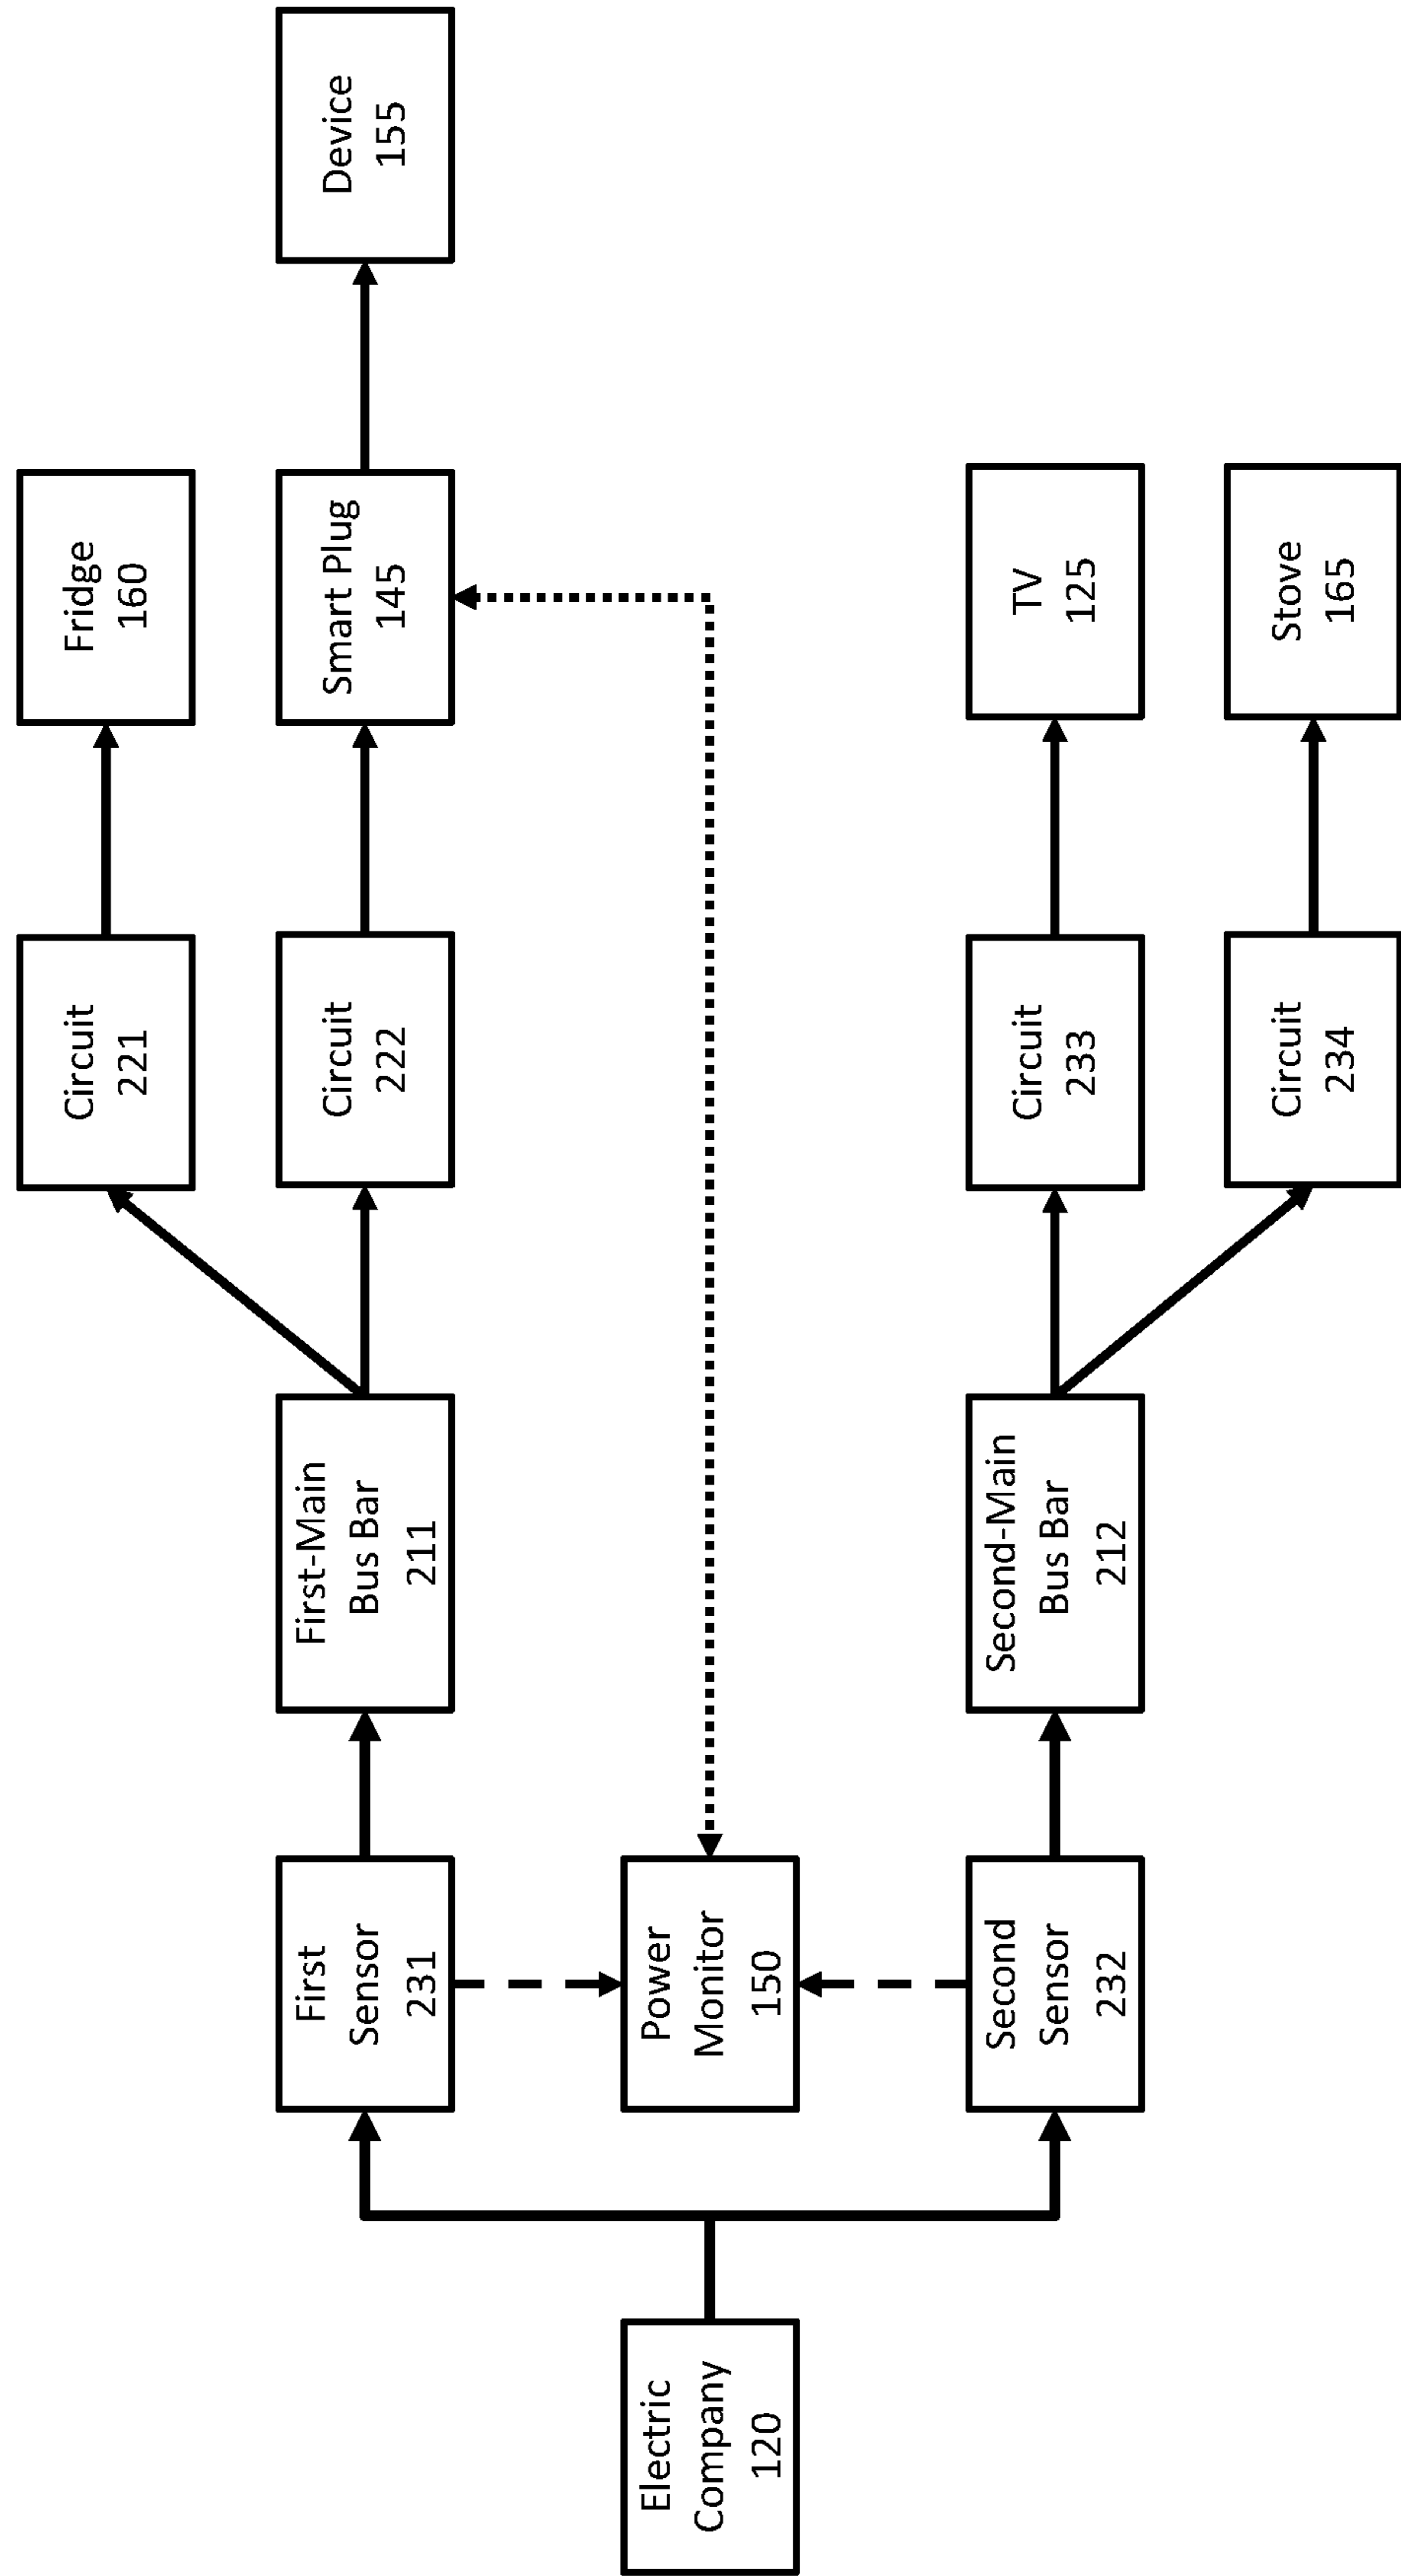 Electric
Company
120
First
Sensor
231
Power
Monitor
150
Second
Sensor
232
First-Main
Bus Bar
211
Second-Main
Bus Bar
212
Circuit
221
Circuit
222
Circuit
233
Circuit
234
Fridge
160
Smart Plug
145
TV
125
Stove
165
Device
155